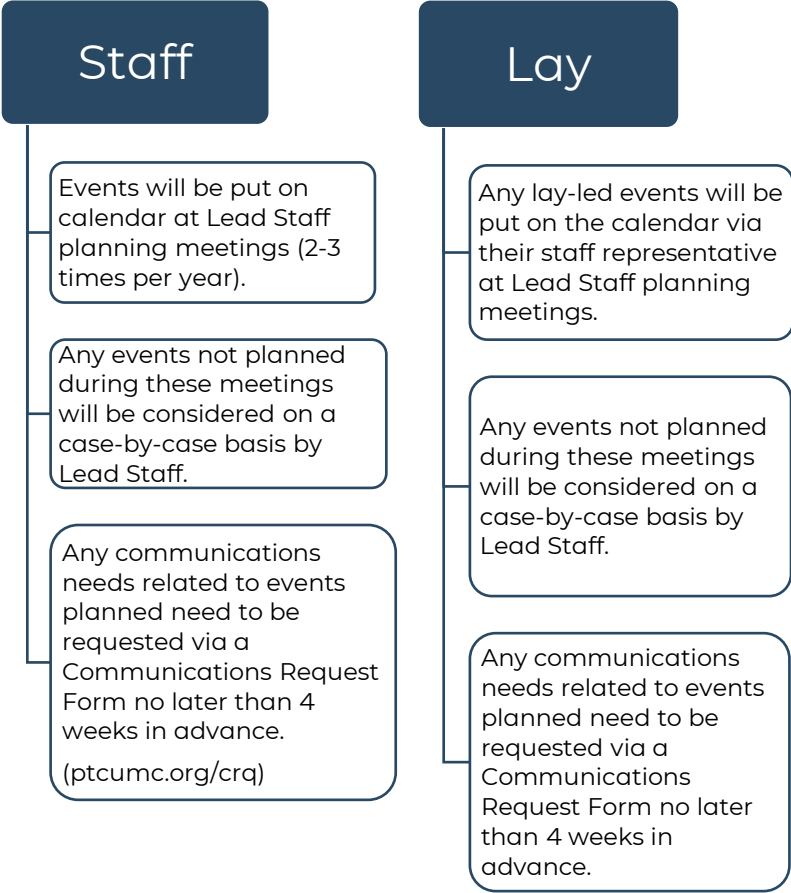 Staff
Events will be put on
calendar at Lead Staff
planning meetings (2-3
times per year).
Any events not planned
during these meetings
will be considered on a
case-by-case basis by
Lead Staff.
Any communications
needs related to events
planned need to be
requested via a
Communications Request
Form no later than 4
weeks in advance.
(ptcumc.org/crq)
Lay
Any lay-led events will be
put on the calendar via
their staff representative
at Lead Staff planning
meetings.
Any events not planned
during these meetings
will be considered on a
case-by-case basis by
Lead Staff.
Any communications
needs related to events
planned need to be
requested via a
Communications
Request Form no later
than 4 weeks in
advance.